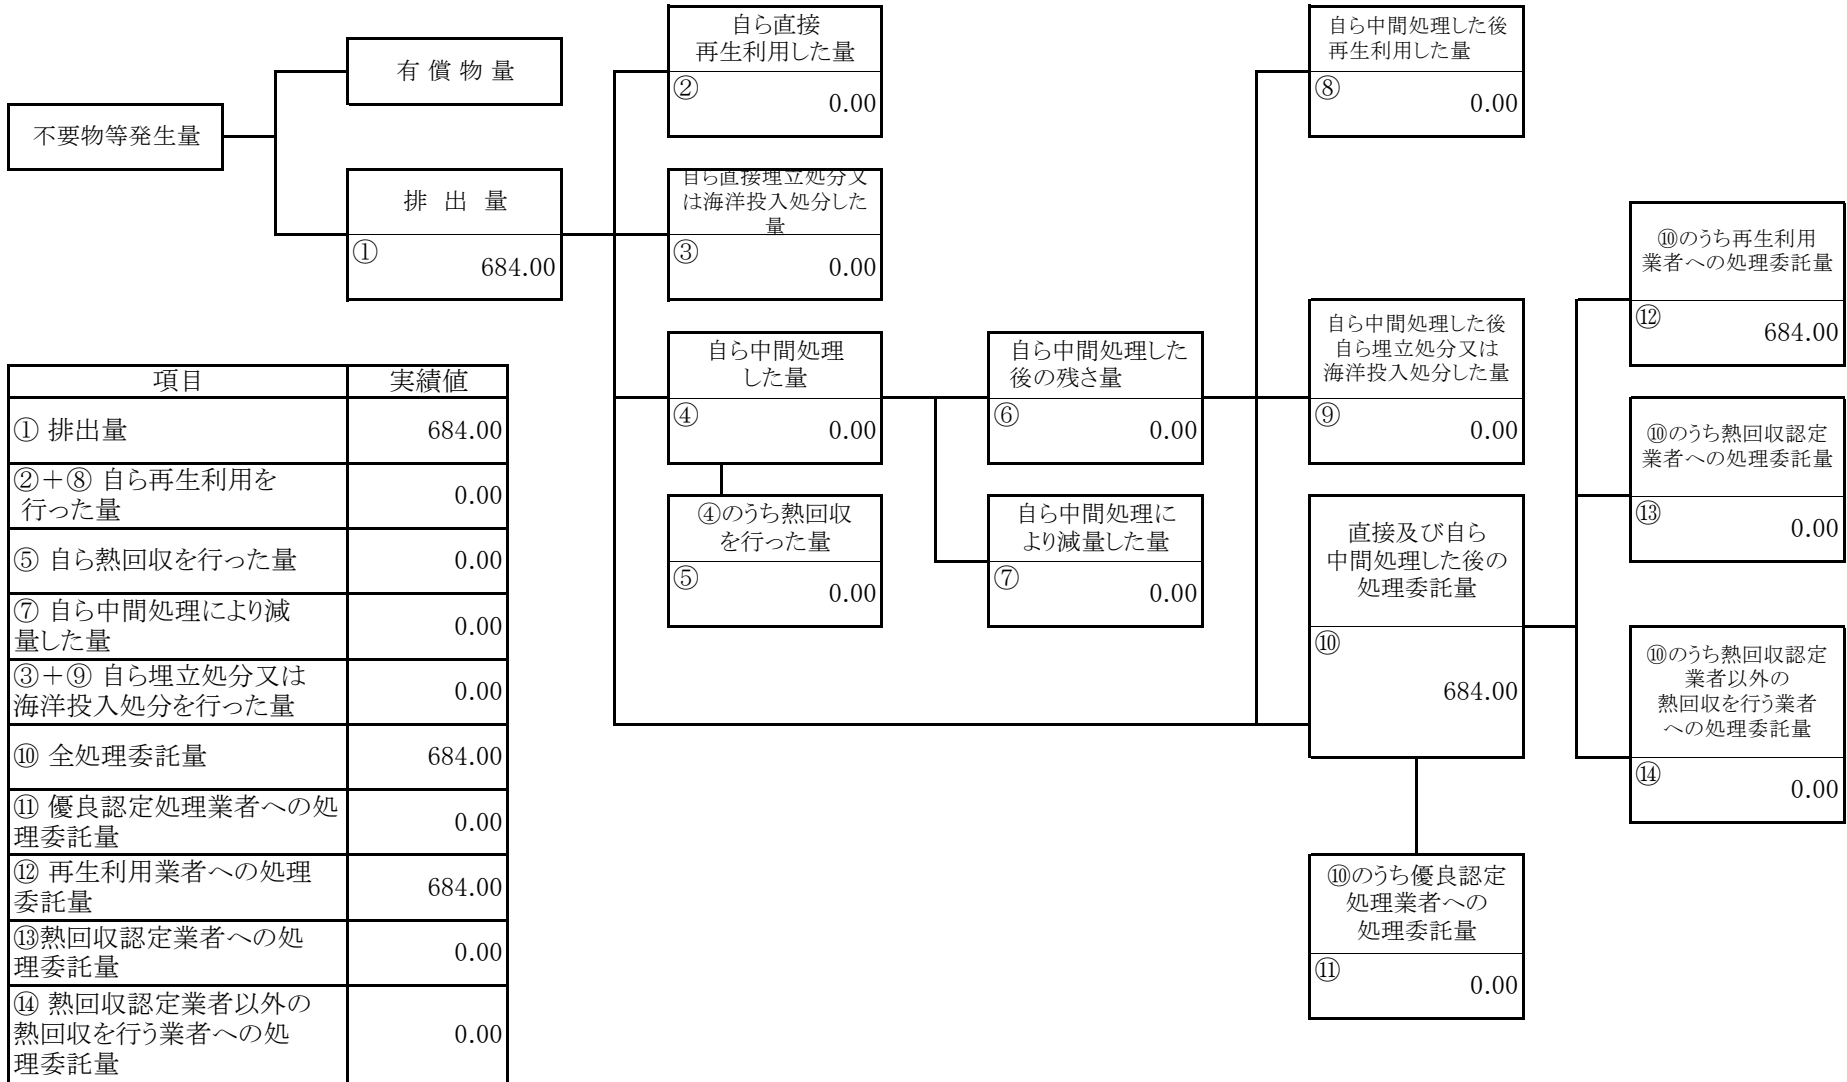 不要物等発生量
有 償 物 量
排 出 量
①
684.00
自ら直接
再生利用した量
②
0.00
自ら直接埋立処分又
は海洋投入処分した
量
③
0.00
自ら中間処理
した量
④
0.00
④のうち熱回収
を行った量
⑤
0.00
自ら中間処理した
後の残さ量
⑥
0.00
自ら中間処理に
より減量した量
⑦
0.00
自ら中間処理した後
再生利用した量
⑧
0.00
自ら中間処理した後
自ら埋立処分又は
海洋投入処分した量
⑨
0.00
直接及び自ら
中間処理した後の
処理委託量
⑩
684.00
⑩のうち優良認定
処理業者への
処理委託量
⑪
0.00
⑩のうち再生利用
業者への処理委託量
⑫
684.00
⑩のうち熱回収認定
業者への処理委託量
⑬
0.00
⑩のうち熱回収認定
業者以外の
熱回収を行う業者
への処理委託量
⑭
0.00
項目 実績値
① 排出量 684.00
②＋⑧ 自ら再生利用を
行った量 0.00
⑤ 自ら熱回収を行った量 0.00
⑦ 自ら中間処理により減
量した量 0.00
③＋⑨ 自ら埋立処分又は
海洋投入処分を行った量 0.00
⑩ 全処理委託量 684.00
⑪ 優良認定処理業者への処
理委託量 0.00
⑫ 再生利用業者への処理
委託量 684.00
⑬熱回収認定業者への処
理委託量 0.00
⑭ 熱回収認定業者以外の
熱回収を行う業者への処
理委託量 0.00